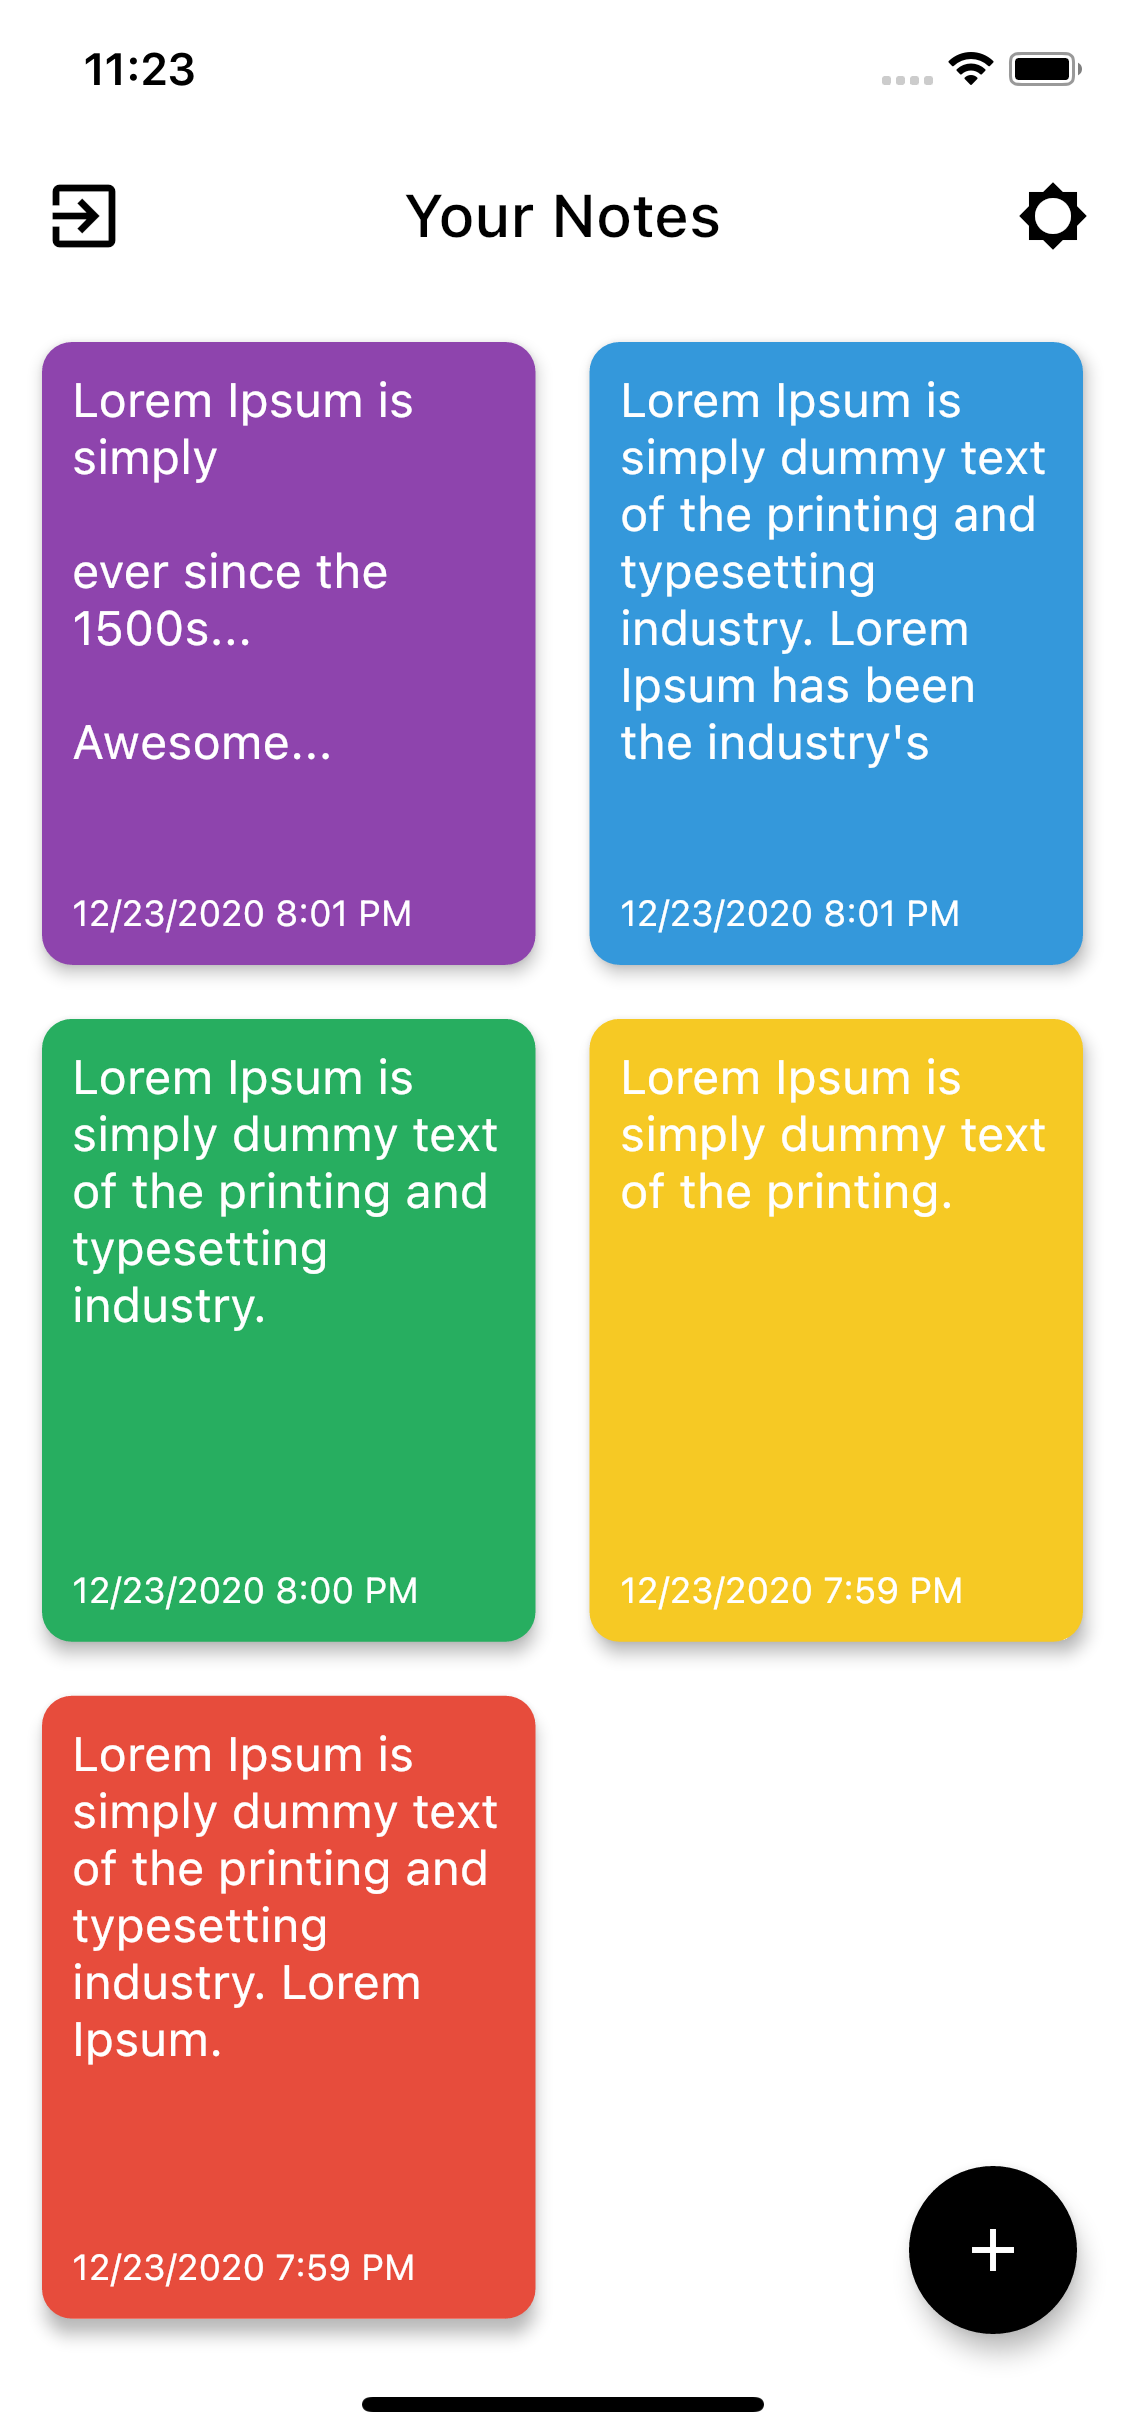 11:23
Your Notes
Lorem Ipsum is
simply
ever since the
1500s...
Awesome...
12/23/2020 8:01 PM
Lorem Ipsum is
simply dummy text
of the printing and
typesetting
industry. Lorem
Ipsum has been
the industry's
12/23/2020 8:01 PM
Lorem Ipsum is
simply dummy text
of the printing and
typesetting
industry.
12/23/2020 8:00 PM
Lorem Ipsum is
simply dummy text
of the printing.
12/23/2020 7:59 PM
Lorem Ipsum is
simply dummy text
of the printing and
typesetting
industry. Lorem
Ipsum.
12/23/2020 7:59 PM